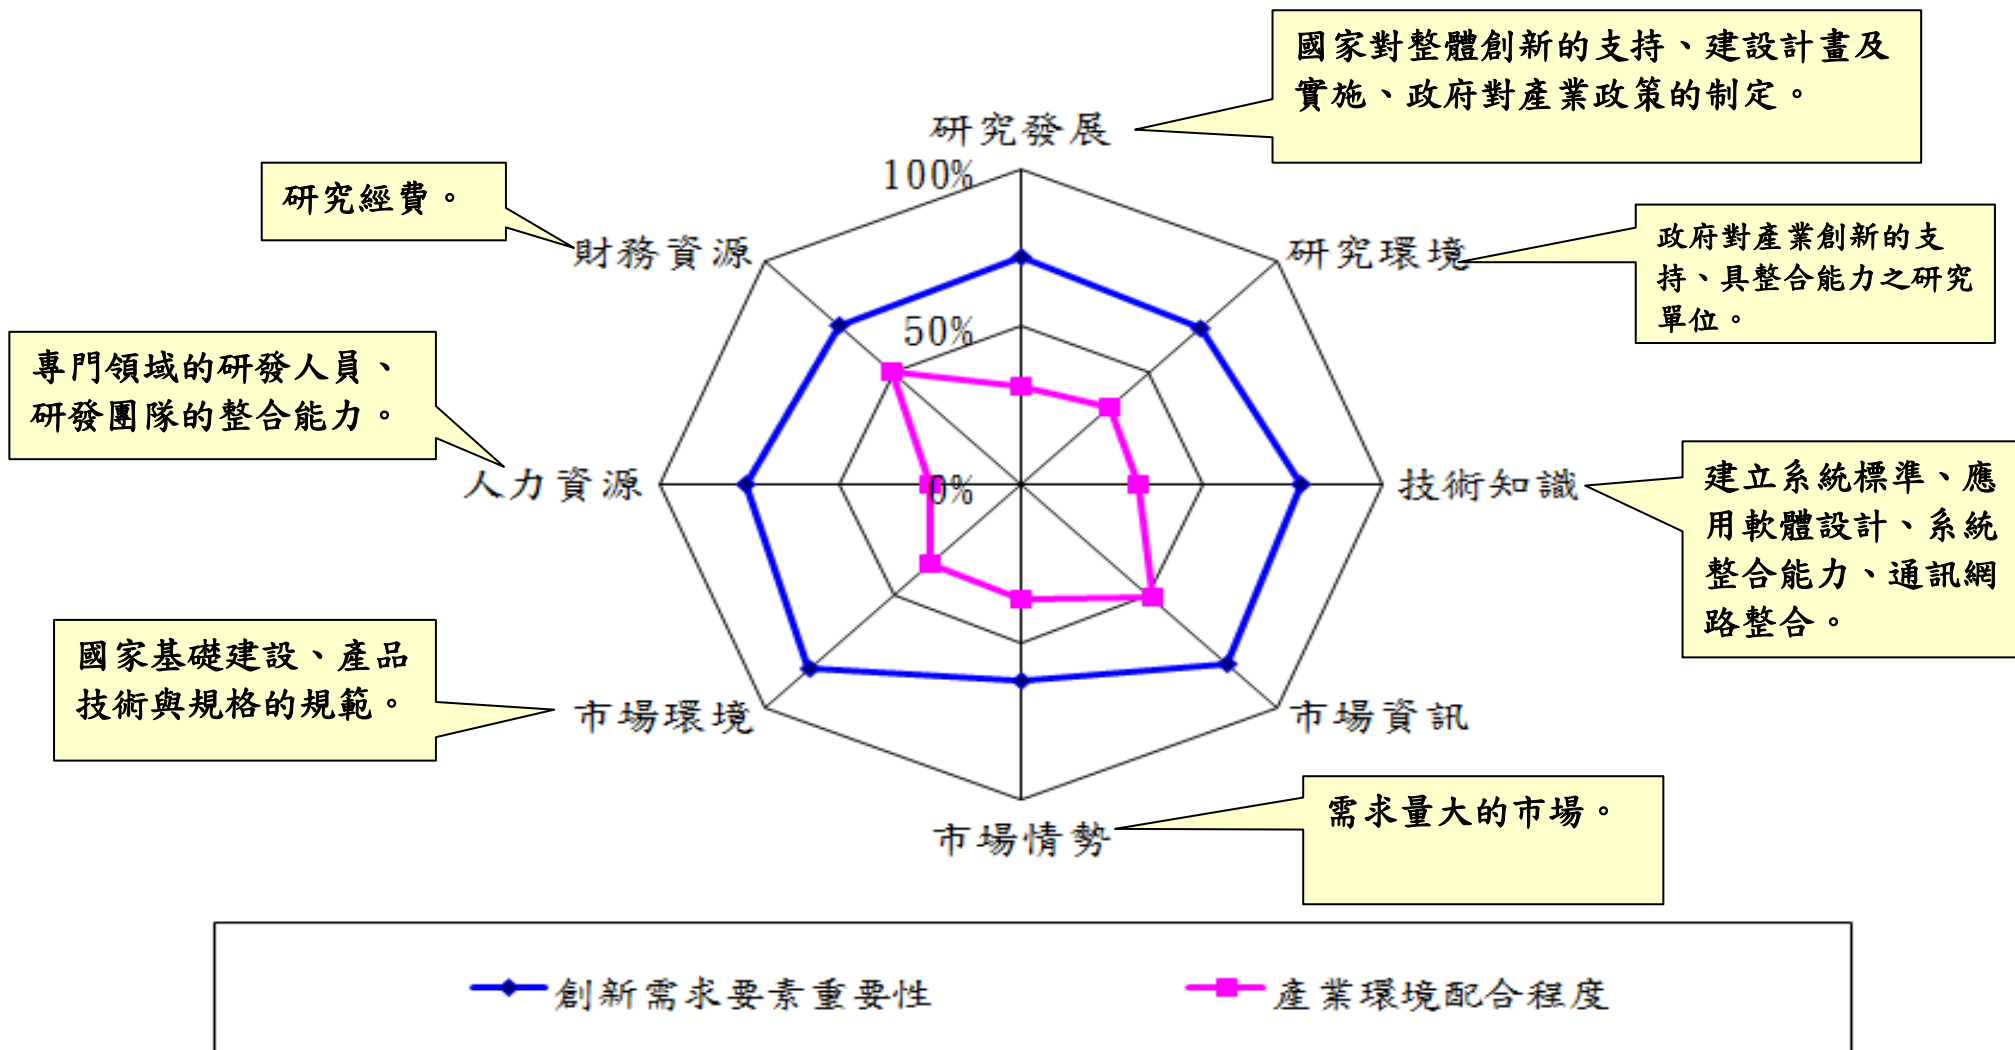 國家對整體創新的支持、建設計畫及
實施、政府對產業政策的制定。
研究發展
100%
研究經費。
財務資源
研究環境
政府對產業創新的支
持、具整合能力之研究
單位。
50%
專門領域的研發人員、
研發團隊的整合能力。
人力資源
0%
技術知識
建立系統標準、應
用軟體設計、系統
整合能力、通訊網
路整合。
國家基礎建設、產品
技術與規格的規範。
市場環境
市場資訊
市場情勢
需求量大的市場。
創新需求要素重要性
產業環境配合程度